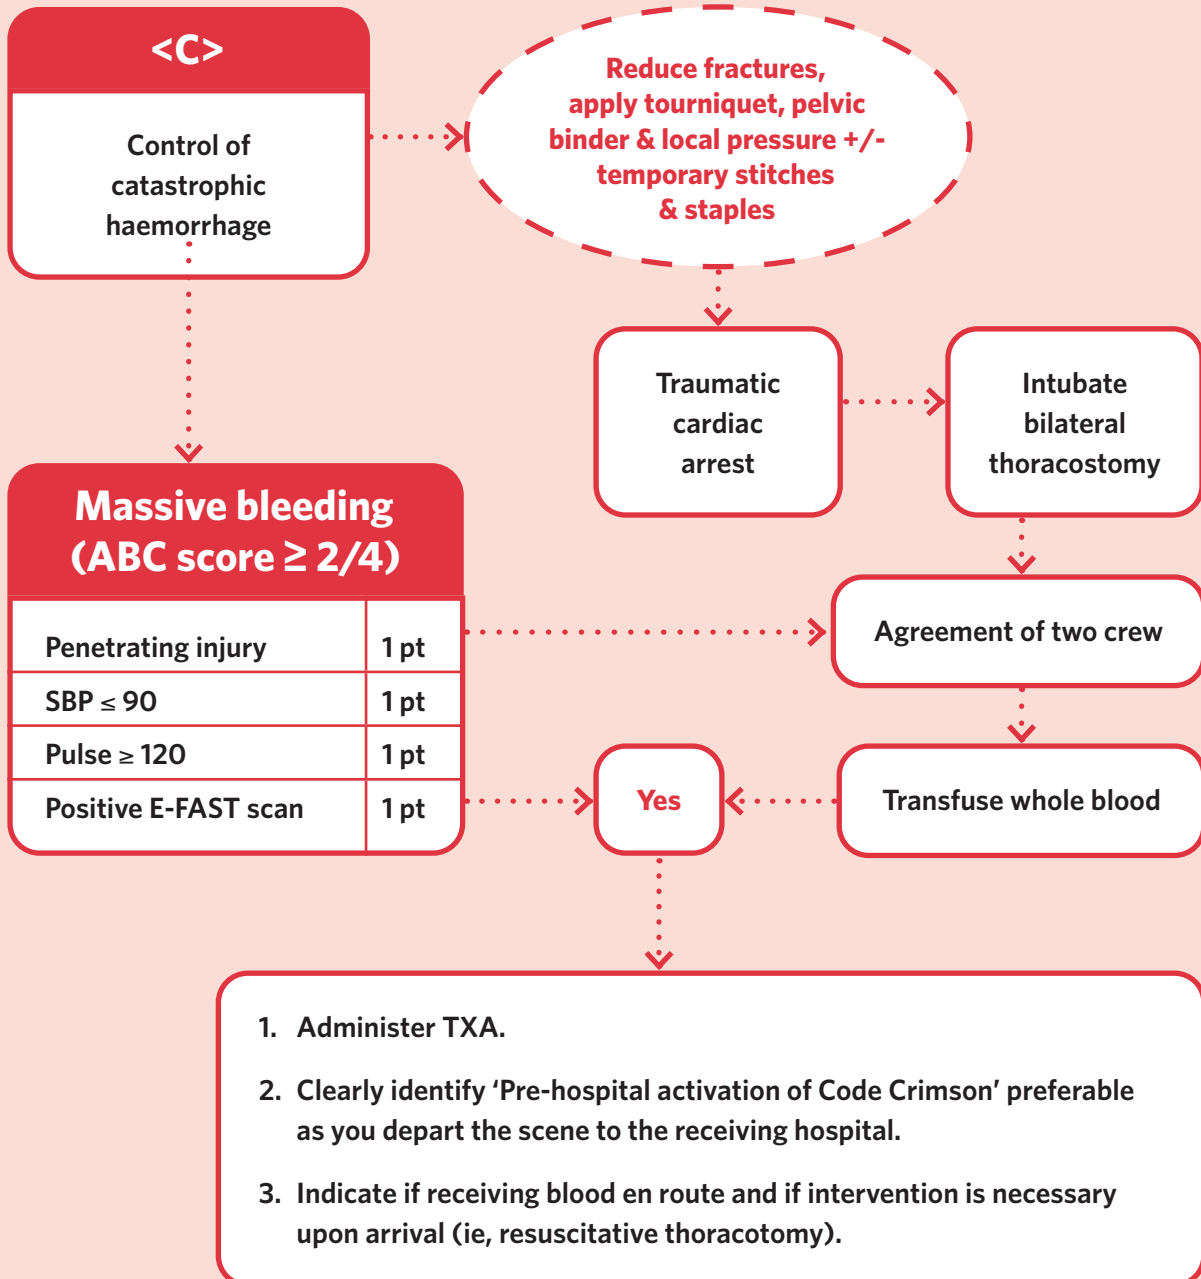 <C>
Control of
catastrophic
haemorrhage
Reduce fractures,
apply tourniquet, pelvic
binder & local pressure +/-
temporary stitches
& staples
Traumatic
cardiac
arrest
Intubate
bilateral
thoracostomy
Massive bleeding
(ABC score ≥ 2/4)
Penetrating injury 1 pt
SBP ≤ 90 1 pt
Pulse ≥ 120 1 pt
Positive E-FAST scan 1 pt
Agreement of two crew
Yes
Transfuse whole blood
1. Administer TXA.
2. Clearly identify ‘Pre-hospital activation of Code Crimson’ preferable
as you depart the scene to the receiving hospital.
3. Indicate if receiving blood en route and if intervention is necessary
upon arrival (ie, resuscitative thoracotomy).